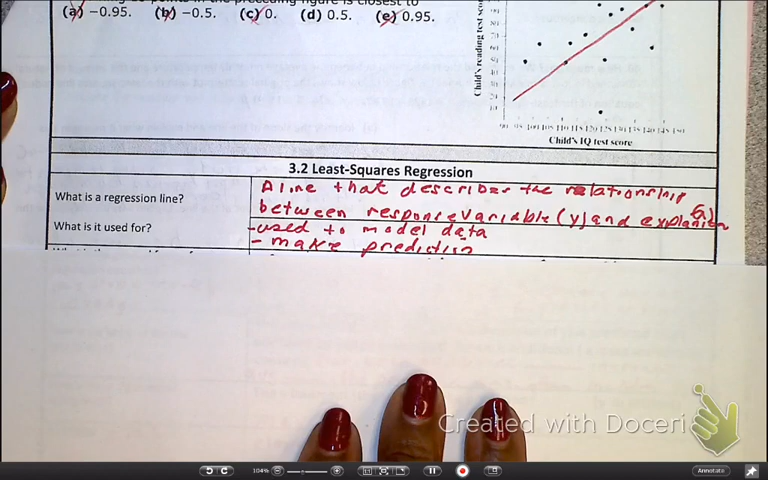 (a) −0.95. (b) −0.5. (c) 0. (d) 0.5. (e) 0.95.
Child's reading test score
Child's IQ test score
3.2 Least-Squares Regression
What is a regression line?
A line that describes the relationship
between response variable (y) and explanation
What is it used for?
-used to model data
- make prediction
Created with Doceri
104%
Annotate